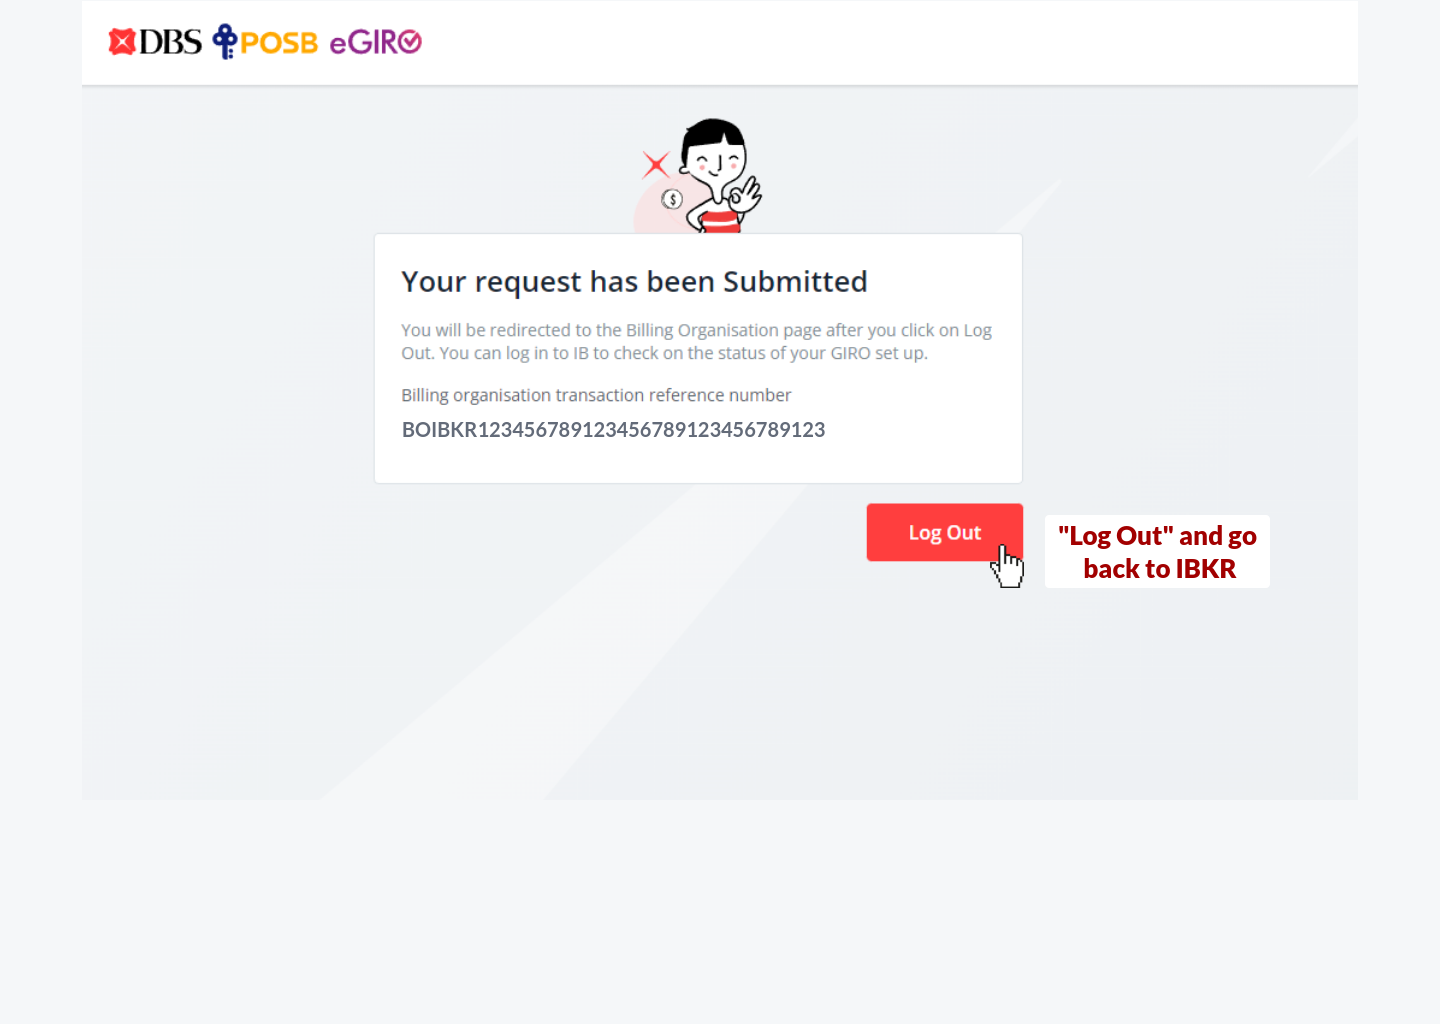 DBS POSB eGIRO
$
Your request has been Submitted
You will be redirected to the Billing Organisation page after you click on Log
Out. You can log in to IB to check on the status of your GIRO set up.
Billing organisation transaction reference number
BOIBKR123456789123456789123456789123
Log Out
"Log Out" and go
back to IBKR